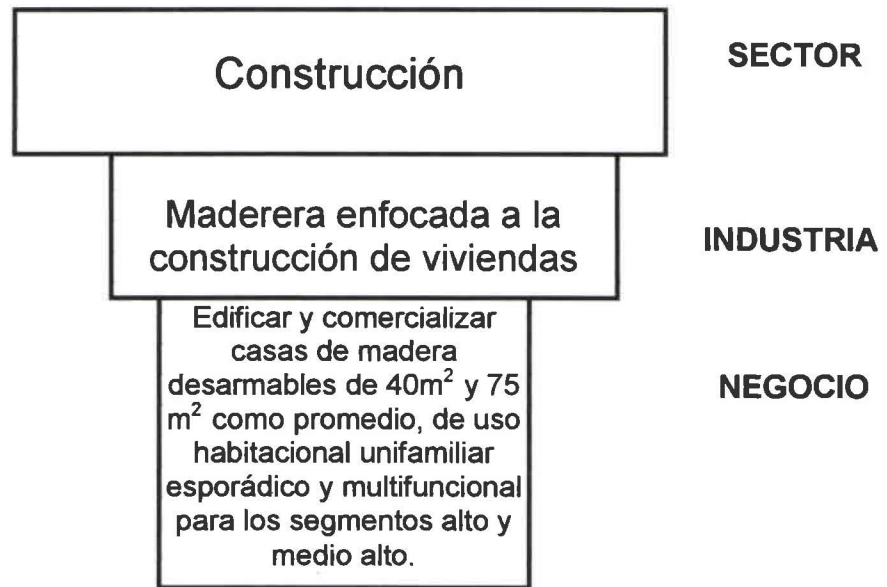 Construcción
SECTOR
Maderera enfocada a la
construcción de viviendas
INDUSTRIA
Edificar y comercializar
casas de madera
desarmables de 40m² y 75
m² como promedio, de uso
habitacional unifamiliar
esporádico y multifuncional
para los segmentos alto y
medio alto.
NEGOCIO